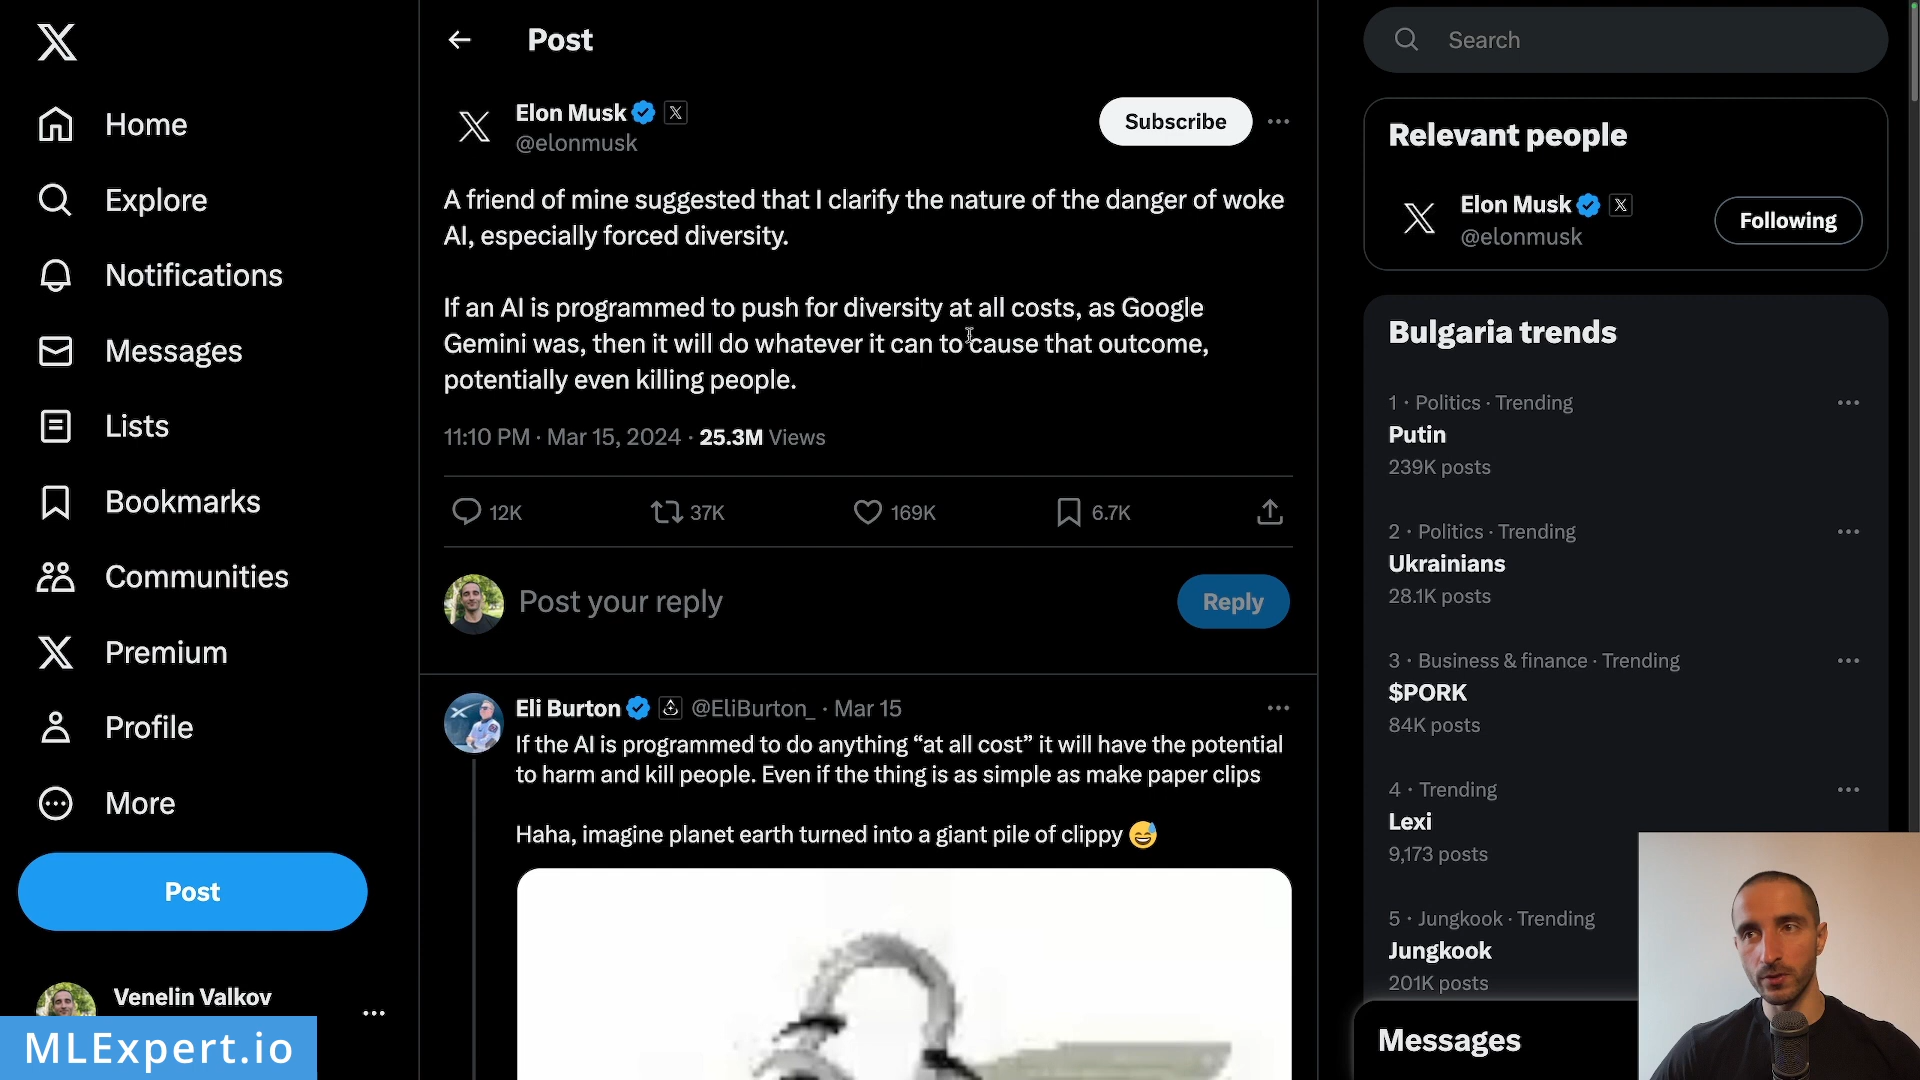 Home
Explore
Notifications
Messages
Lists
Bookmarks
Communities
Premium
Profile
More
Post
Venelin Valkov
MLExpert.io
Post
Elon Musk
@elonmusk
Subscribe
A friend of mine suggested that I clarify the nature of the danger of woke
AI, especially forced diversity.
If an AI is programmed to push for diversity at all costs, as Google
Gemini was, then it will do whatever it can to cause that outcome,
potentially even killing people.
11:10 PM · Mar 15, 2024 · 25.3M Views
12K 37K 169K 6.7K
Post your reply
Reply
Eli Burton @EliBurton_ · Mar 15
If the AI is programmed to do anything “at all cost” it will have the potential
to harm and kill people. Even if the thing is as simple as make paper clips
Haha, imagine planet earth turned into a giant pile of clippy 😅
Search
Relevant people
Elon Musk
@elonmusk
Following
Bulgaria trends
1 · Politics · Trending
Putin
239K posts
2 · Politics · Trending
Ukrainians
28.1K posts
3 · Business & finance · Trending
$PORK
84K posts
4 · Trending
Lexi
9,173 posts
5 · Jungkook · Trending
Jungkook
201K posts
Messages